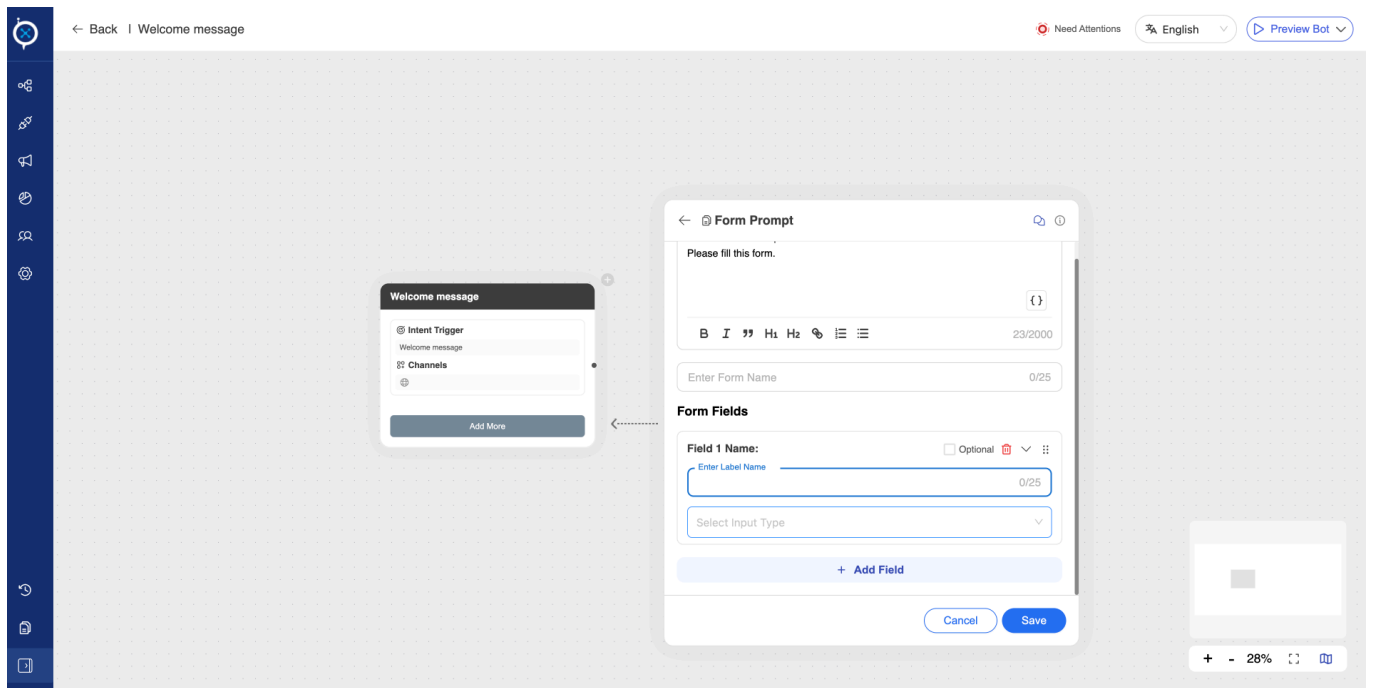 ← Back | Welcome message
Need Attentions
English
Preview Bot
Form Prompt
Please fill this form.
{ }
B I ” H1 H2
23/2000
Enter Form Name 0/25
Form Fields
Field 1 Name: Optional
Enter Label Name
0/25
Select Input Type
+ Add Field
Cancel Save
Welcome message
Intent Trigger
Welcome message
Channels
Add More
+ - 28%